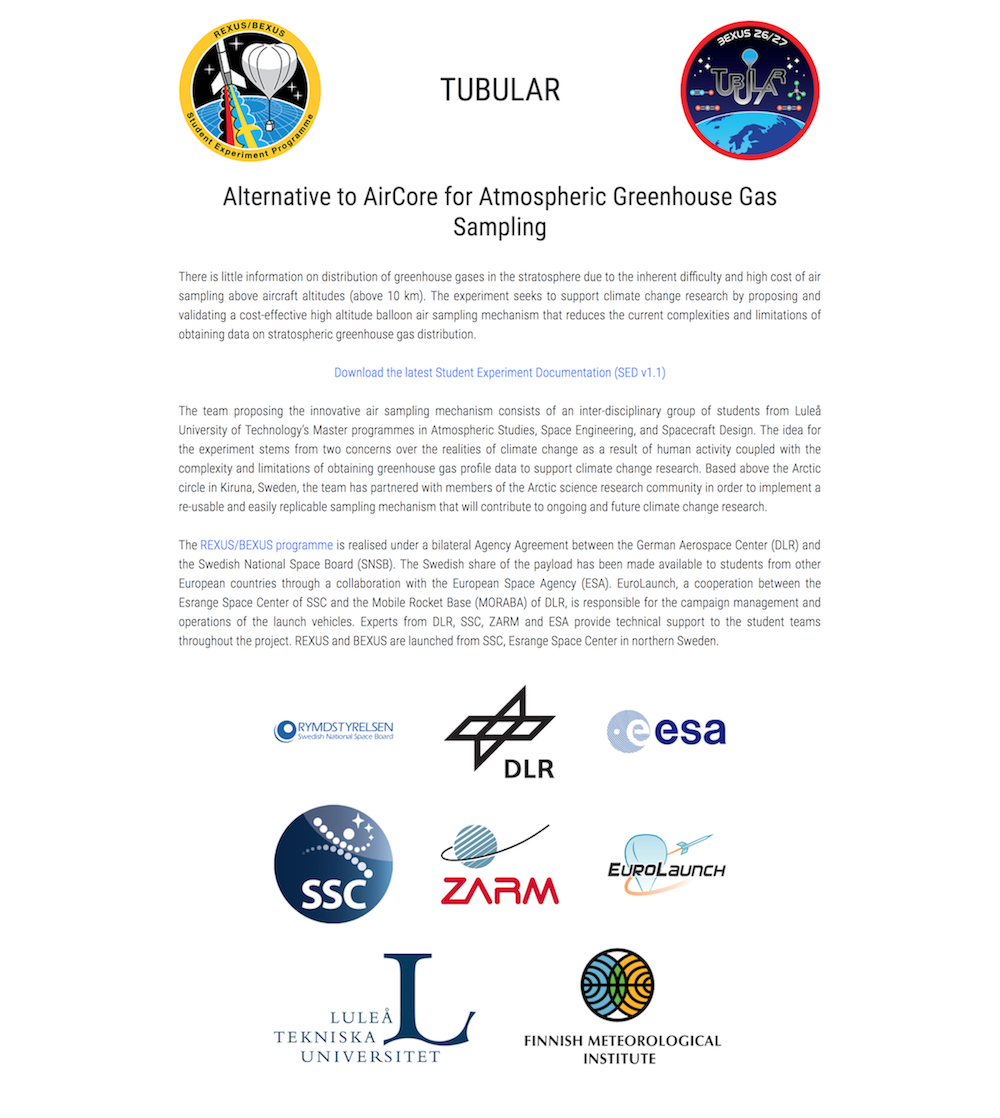 REXUS/BEXUS
Student Experiment Programme
TUBULAR
BEXUS 26/27
TUBULAR
Alternative to AirCore for Atmospheric Greenhouse Gas
Sampling
There is little information on distribution of greenhouse gases in the stratosphere due to the inherent difficulty and high cost of air
sampling above aircraft altitudes (above 10 km). The experiment seeks to support climate change research by proposing and
validating a cost-effective high altitude balloon air sampling mechanism that reduces the current complexities and limitations of
obtaining data on stratospheric greenhouse gas distribution.
Download the latest Student Experiment Documentation (SED v1.1)
The team proposing the innovative air sampling mechanism consists of an inter-disciplinary group of students from Luleå
University of Technology's Master programmes in Atmospheric Studies, Space Engineering, and Spacecraft Design. The idea for
the experiment stems from two concerns over the realities of climate change as a result of human activity coupled with the
complexity and limitations of obtaining greenhouse gas profile data to support climate change research. Based above the Arctic
circle in Kiruna, Sweden, the team has partnered with members of the Arctic science research community in order to implement a
re-usable and easily replicable sampling mechanism that will contribute to ongoing and future climate change research.
The REXUS/BEXUS programme is realised under a bilateral Agency Agreement between the German Aerospace Center (DLR) and
the Swedish National Space Board (SNSB). The Swedish share of the payload has been made available to students from other
European countries through a collaboration with the European Space Agency (ESA). EuroLaunch, a cooperation between the
Esrange Space Center of SSC and the Mobile Rocket Base (MORABA) of DLR, is responsible for the campaign management and
operations of the launch vehicles. Experts from DLR, SSC, ZARM and ESA provide technical support to the student teams
throughout the project. REXUS and BEXUS are launched from SSC, Esrange Space Center in northern Sweden.
RYMDSTYRELSEN
Swedish National Space Board
DLR
esa
SSC
ZARM
EUROLAUNCH
LULEÅ
TEKNISKA
UNIVERSITET
L
FINNISH METEOROLOGICAL
INSTITUTE